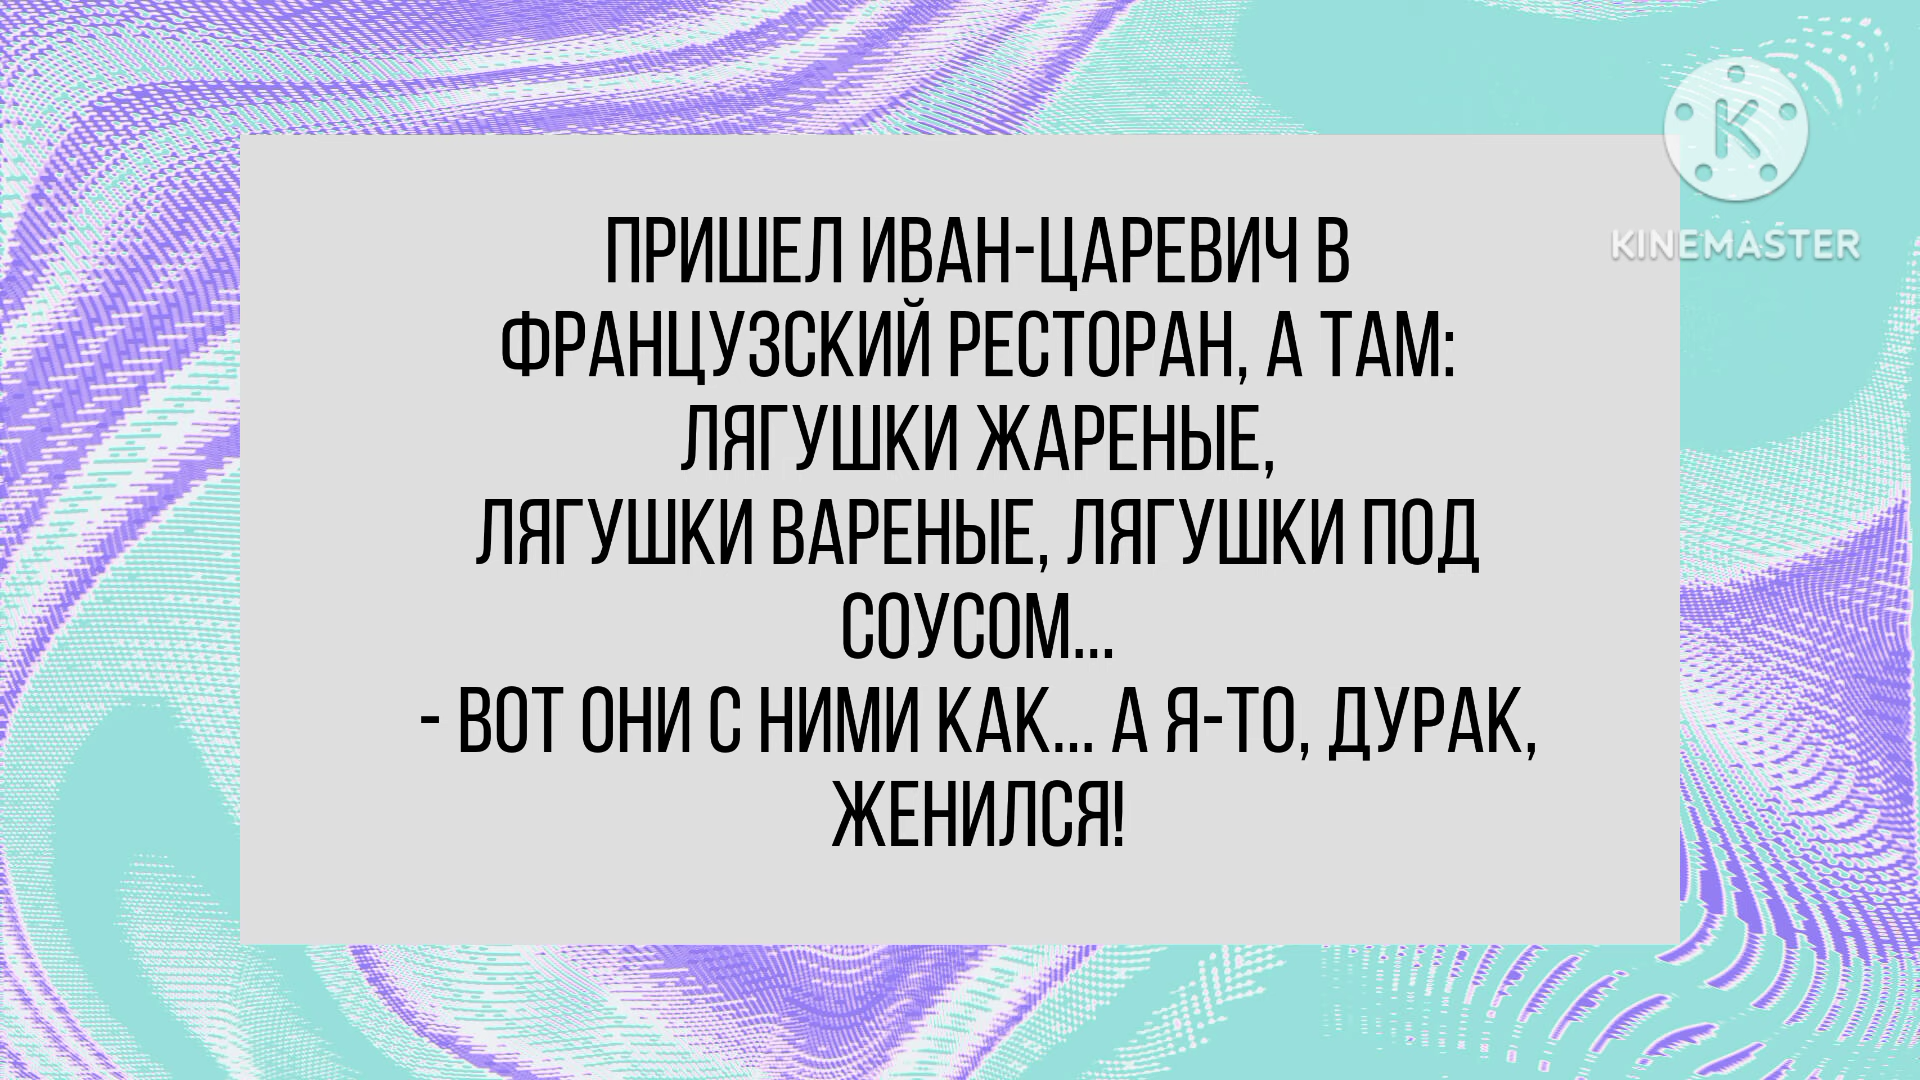 ПРИШЕЛ ИВАН-ЦАРЕВИЧ В
ФРАНЦУЗСКИЙ РЕСТОРАН, А ТАМ:
ЛЯГУШКИ ЖАРЕНЫЕ,
ЛЯГУШКИ ВАРЕНЫЕ, ЛЯГУШКИ ПОД
СОУСОМ...
- ВОТ ОНИ С НИМИ КАК... А Я-ТО, ДУРАК,
ЖЕНИЛСЯ!
K
KINEMASTER